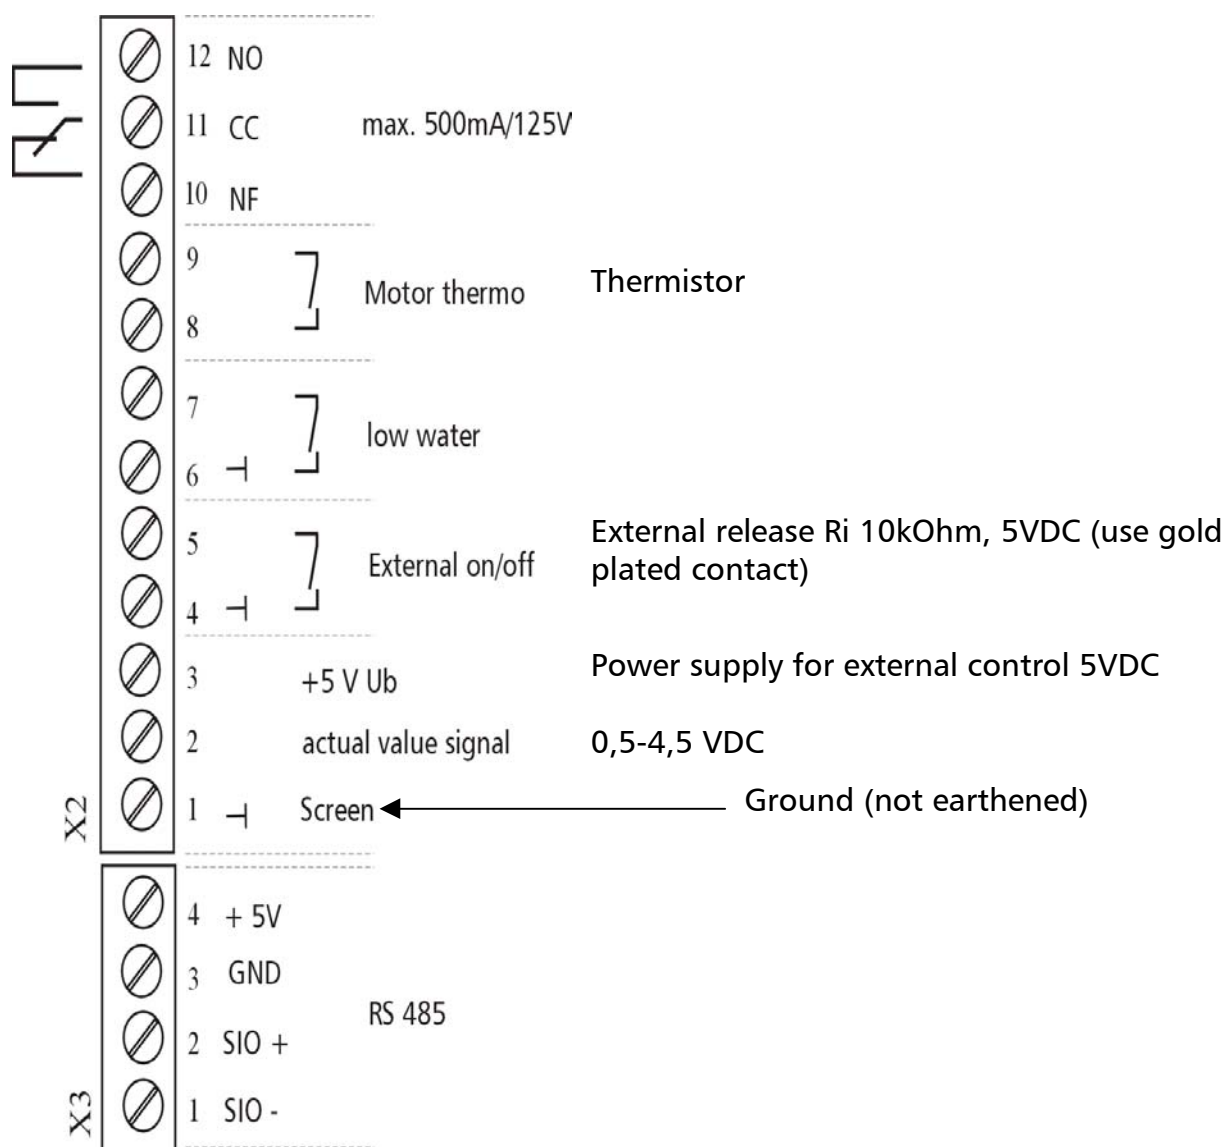 12 NO
11 CC max. 500mA/125V
10 NF
9
Motor thermo Thermistor
8
7
low water
6
5 External release Ri 10kOhm, 5VDC (use gold
External on/off plated contact)
4
3 +5 V Ub Power supply for external control 5VDC
2 actual value signal 0,5-4,5 VDC
1 Screen Ground (not earthened)
X2
4 + 5V
3 GND
RS 485
2 SIO +
1 SIO -
X3